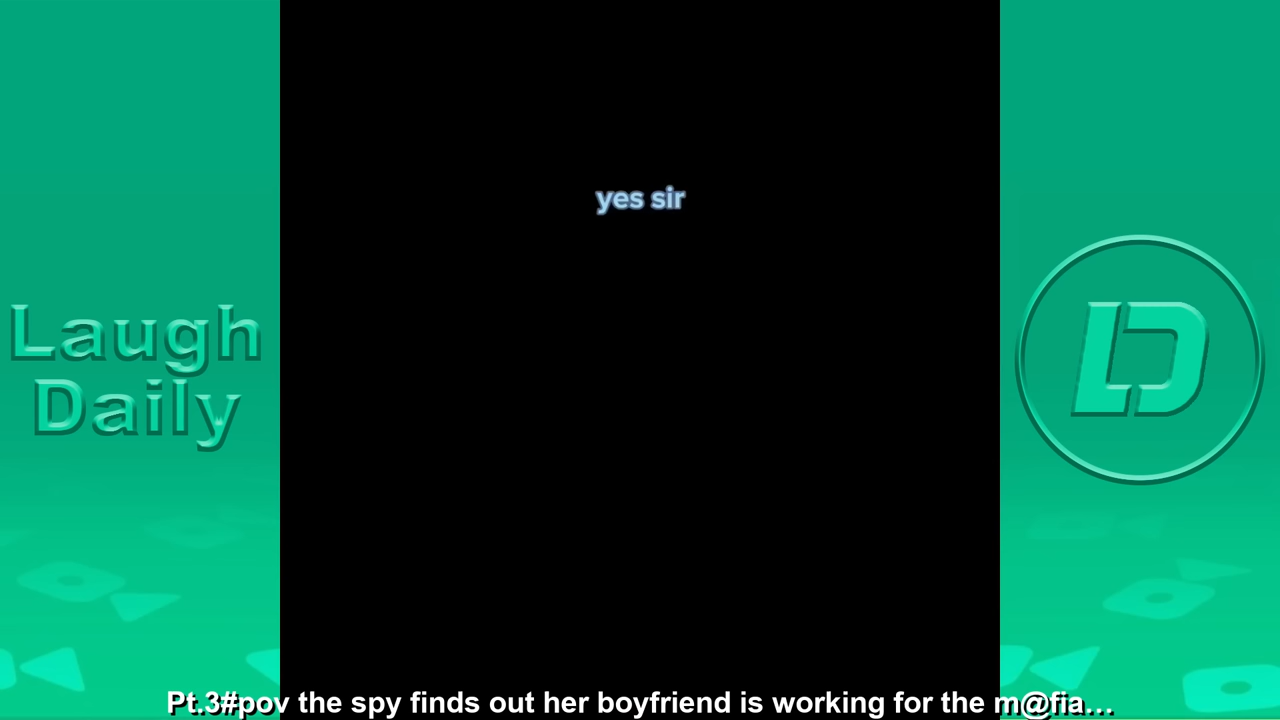 yes sir
Laugh
Daily
LD
Pt.3#pov the spy finds out her boyfriend is working for the m@fia...